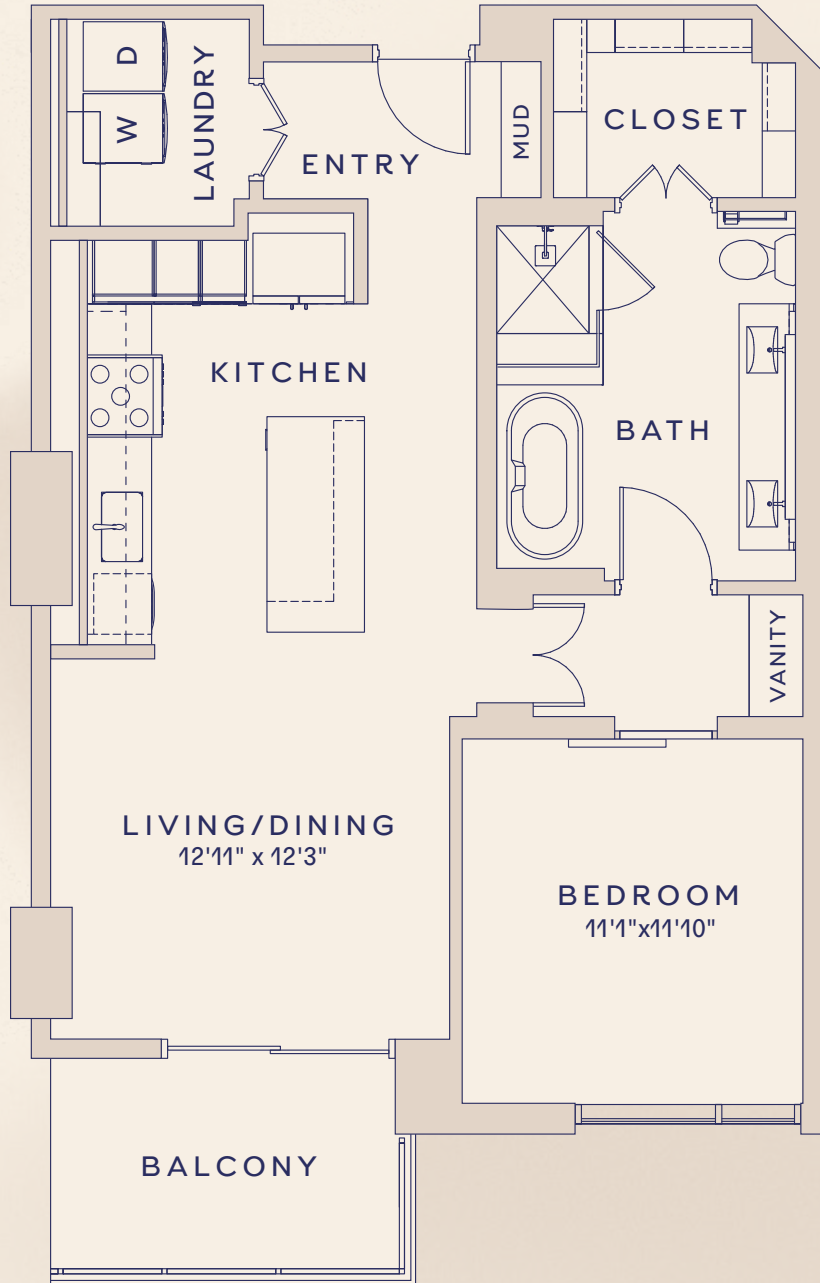 D
W
LAUNDRY
ENTRY
MUD
CLOSET
KITCHEN
BATH
VANITY
LIVING/DINING
12'11" x 12'3"
BEDROOM
11'1"x11'10"
BALCONY